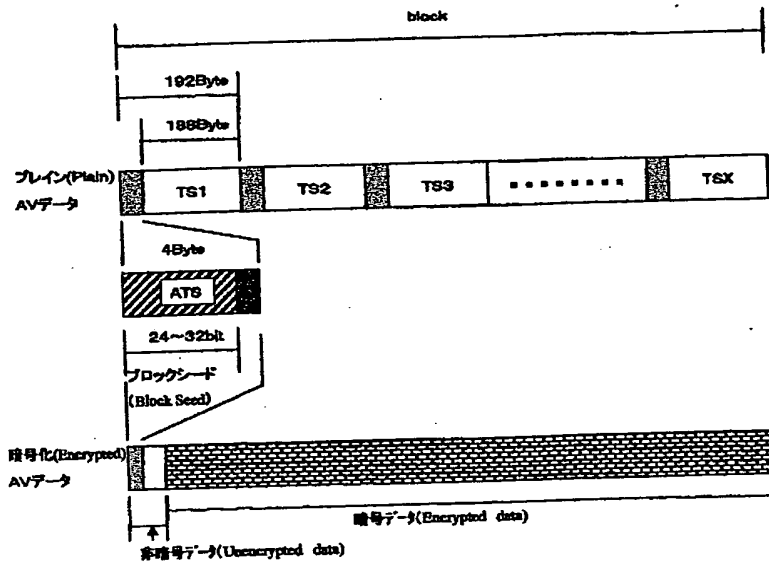 block
192Byte
188Byte
プレイン(Plain)
AVデータ
TS1
TS2
TS3
TSX
4Byte
ATS
24～32bit
ブロックシード
(Block Seed)
暗号化(Encrypted)
AVデータ
暗号データ(Encrypted data)
非暗号データ(Unencrypted data)